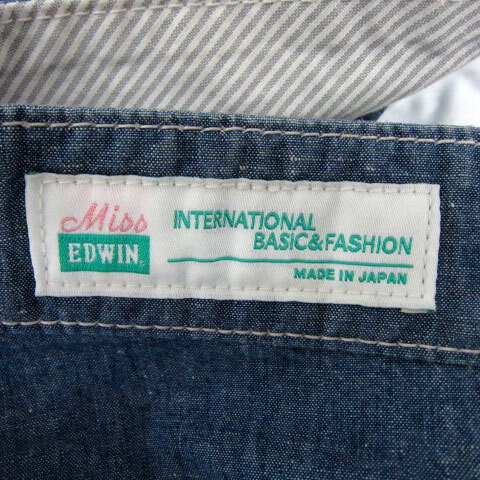 Miss
EDWIN
INTERNATIONAL
BASIC&FASHION
MADE IN JAPAN